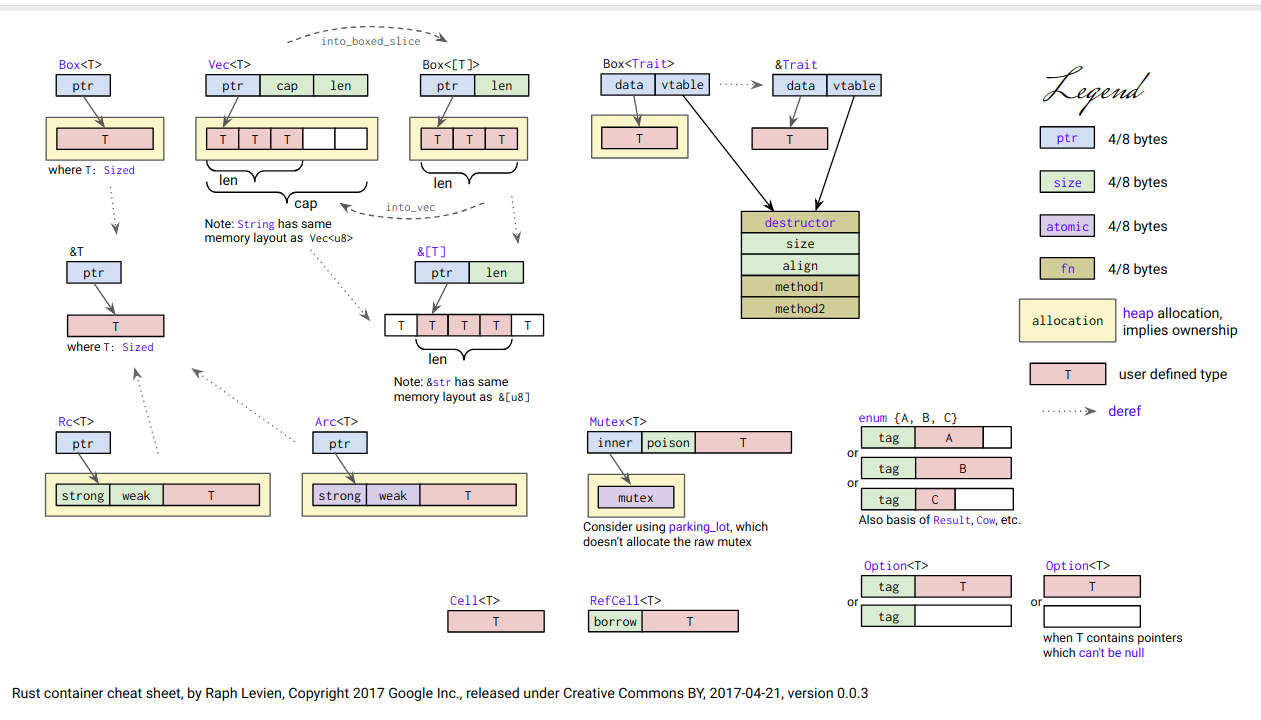 into_boxed_slice
Box<T>
ptr
T
where T: Sized
Vec<T>
ptr cap len
T T T
len
cap
Note: String has same
memory layout as Vec<u8>
Box<[T]>
ptr len
T T T
len
into_vec
Box<Trait>
data vtable
T
&Trait
data vtable
T
destructor
size
align
method1
method2
Legend
ptr 4/8 bytes
size 4/8 bytes
atomic 4/8 bytes
fn 4/8 bytes
allocation
heap allocation,
implies ownership
T user defined type
deref
&T
ptr
T
where T: Sized
&[T]
ptr len
T T T T T
len
Note: &str has same
memory layout as &[u8]
Rc<T>
ptr
strong weak T
Arc<T>
ptr
strong weak T
Mutex<T>
inner poison T
mutex
Consider using parking_lot, which
doesn't allocate the raw mutex
enum {A, B, C}
tag A
or
tag B
or
tag C
Also basis of Result, Cow, etc.
Cell<T>
T
RefCell<T>
borrow T
Option<T>
tag T
or
tag
Option<T>
T
or
when T contains pointers
which can't be null
Rust container cheat sheet, by Raph Levien, Copyright 2017 Google Inc., released under Creative Commons BY, 2017-04-21, version 0.0.3